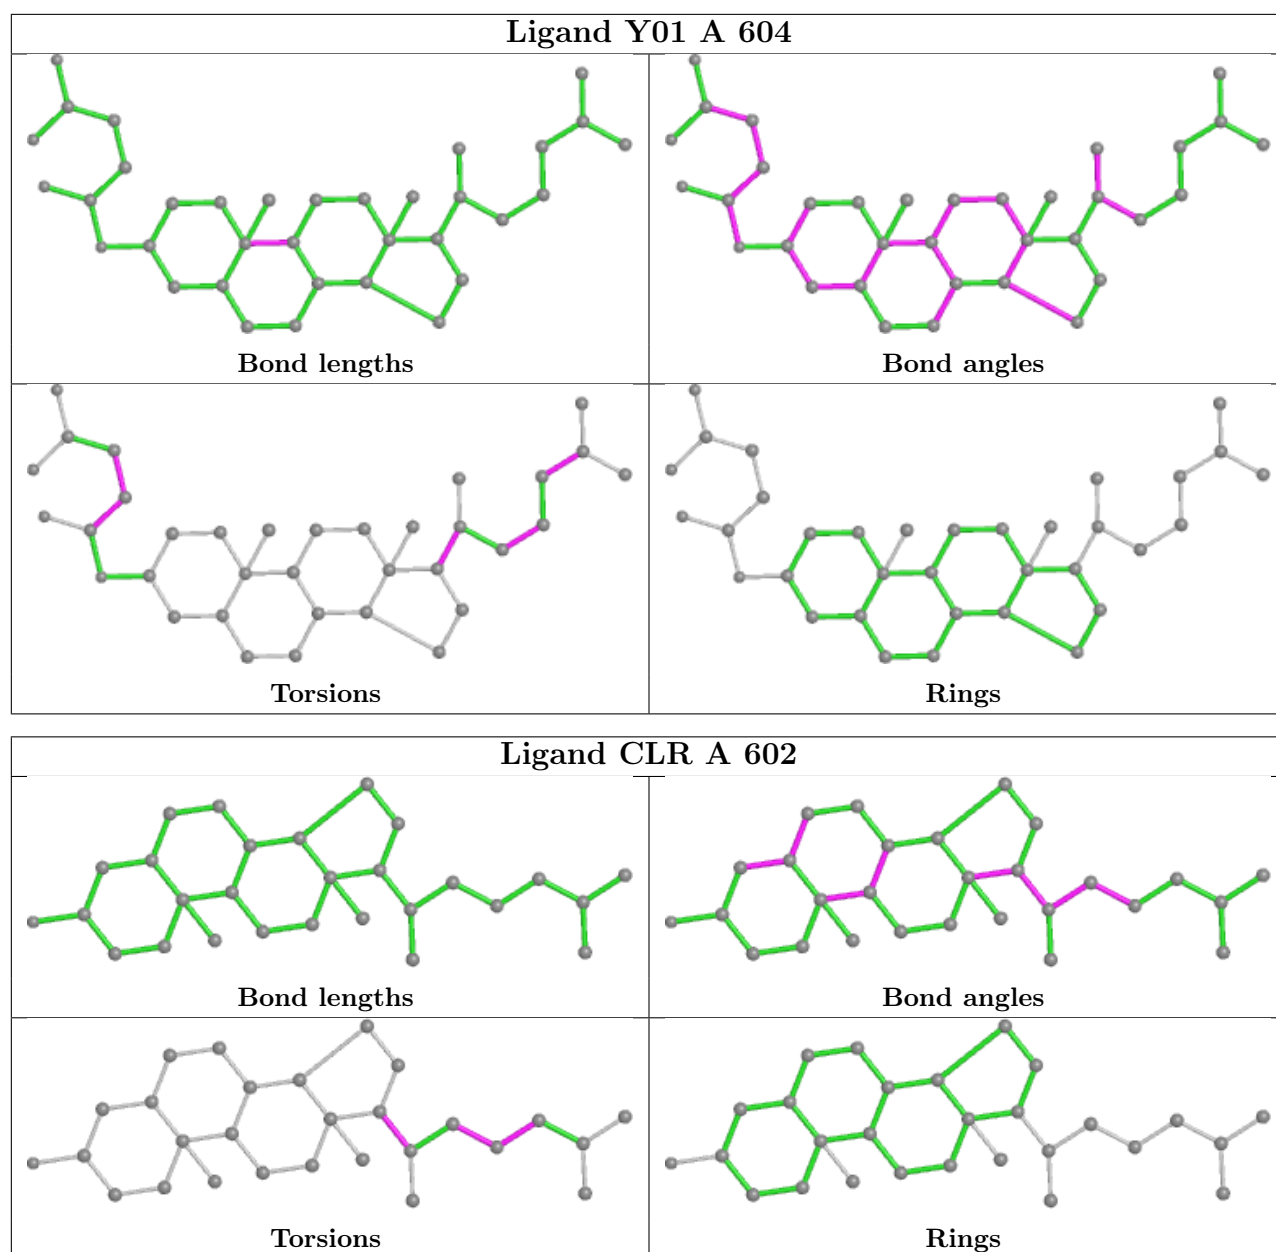 Ligand Y01 A 604
Bond lengths
Bond angles
Torsions
Rings
Ligand CLR A 602
Bond lengths
Bond angles
Torsions
Rings